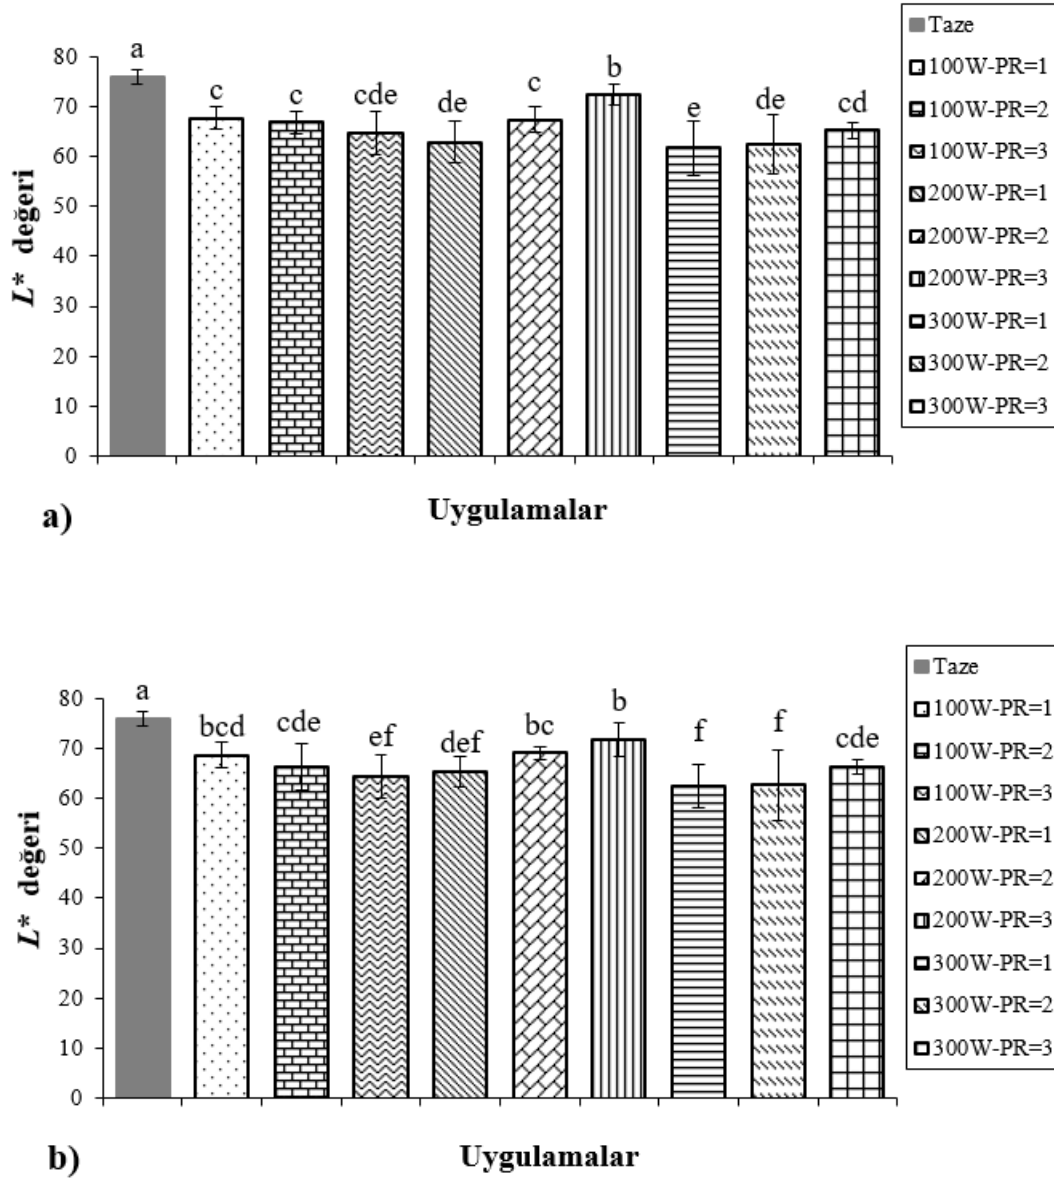 Taze
100W-PR=1
100W-PR=2
100W-PR=3
200W-PR=1
200W-PR=2
200W-PR=3
300W-PR=1
300W-PR=2
300W-PR=3
a
c
c
cde
de
c
b
e
de
cd
80
70
60
50
40
30
20
10
0
L* değeri
Uygulamalar
a)
Taze
100W-PR=1
100W-PR=2
100W-PR=3
200W-PR=1
200W-PR=2
200W-PR=3
300W-PR=1
300W-PR=2
300W-PR=3
a
bcd
cde
ef
def
bc
b
f
f
cde
80
70
60
50
40
30
20
10
0
L* değeri
Uygulamalar
b)